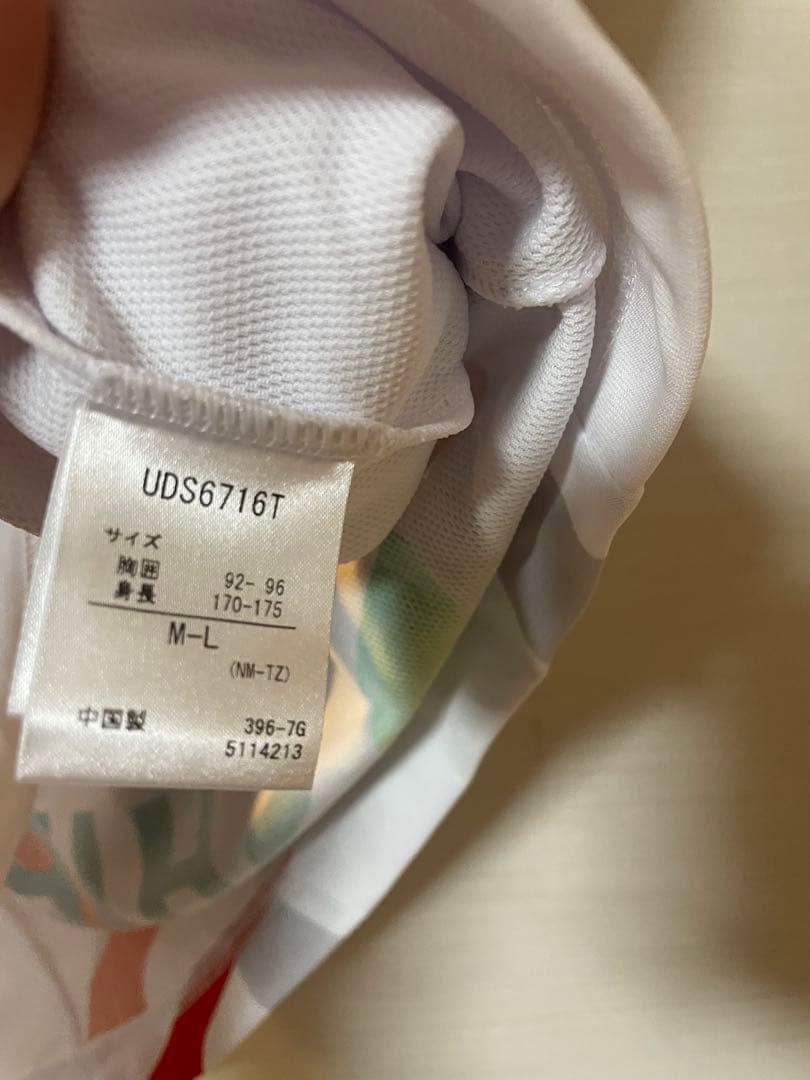 UDS6716T
サイズ
胸囲 92- 96
身長 170-175
M-L
(NM-TZ)
中国製 396-7G
5114213